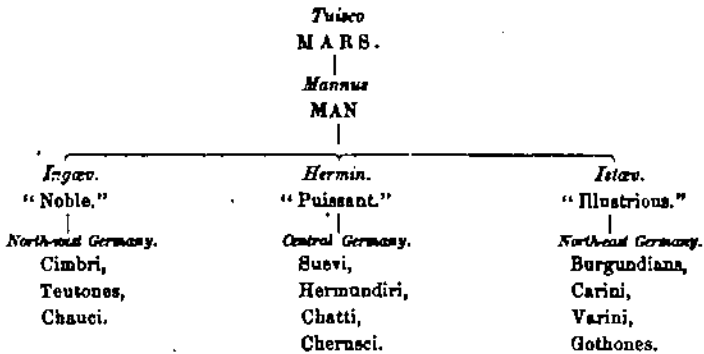 Tuisco
MARS.
Mannus
MAN
Ingæv. Hermin. Istæv.
“Noble.” “Puissant.” “Illustrious.”
North-west Germany. Central Germany. North-east Germany.
Cimbri, Suevi, Burgundians,
Teutones, Hermundiri, Carini,
Chauci. Chatti, Varini,
Cherusci. Gothones.